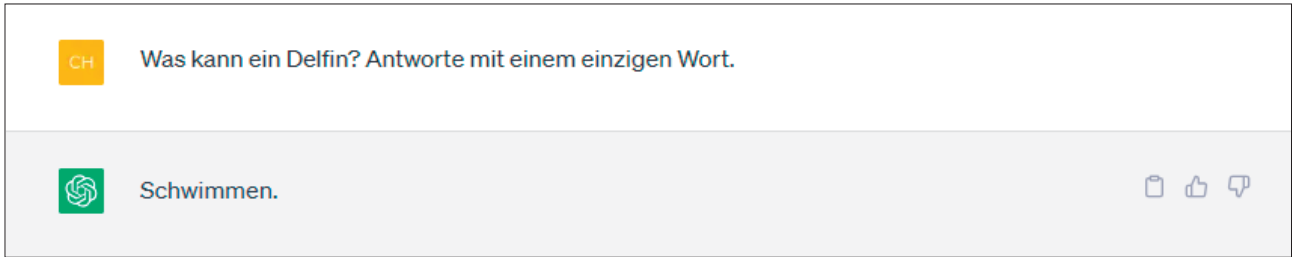 CH
Was kann ein Delfin? Antworte mit einem einzigen Wort.
Schwimmen.